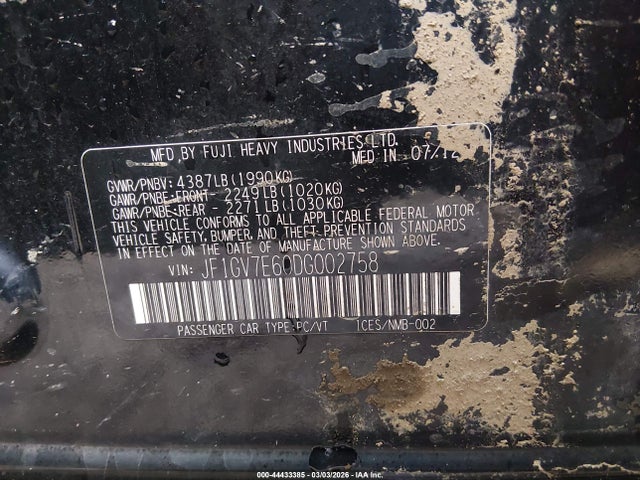 MFD.BY FUJI HEAVY INDUSTRIES LTD.
MFD IN 07/12
GVWR/PNBV: 4387LB(1990KG)
GAWR/PNBE-FRONT - 2249LB(1020KG)
GAWR/PNBE-REAR - 2271LB(1030KG)
THIS VEHICLE CONFORMS TO ALL APPLICABLE FEDERAL MOTOR
VEHICLE SAFETY, BUMPER, AND THEFT PREVENTION STANDARDS
IN EFFECT ON THE DATE OF MANUFACTURE SHOWN ABOVE.
VIN: JF1GV7E60DG002758
PASSENGER CAR TYPE:PC/VT 1CES/NMB-002
000-44433385 - 03/03/2026 - IAA Inc.